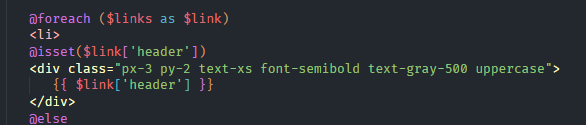 @foreach ($links as $link)
<li>
@isset($link['header'])
<div class="px-3 py-2 text-xs font-semibold text-gray-500 uppercase">
{{ $link['header'] }}
</div>
@else